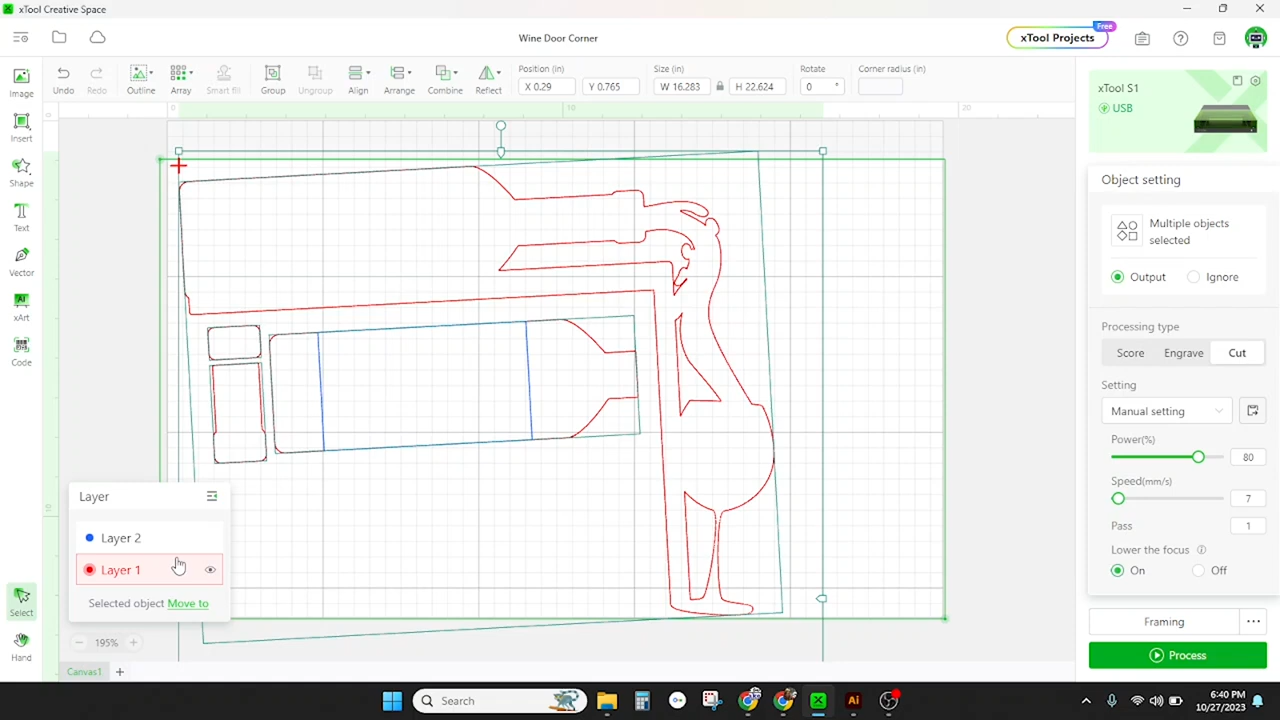 xTool Creative Space
Wine Door Corner
Free
xTool Projects
Image
Undo
Redo
Outline
Array
Smart fill
Group
Ungroup
Align
Arrange
Combine
Reflect
Position (in)
X 0.29
Y 0.765
Size (in)
W 16.283
H 22.624
Rotate
0 °
Corner radius (in)
0
10
20
Insert
Shape
Text
Vector
xArt
Code
Select
Hand
xTool S1
USB
Object setting
Multiple objects
selected
Output
Ignore
Processing type
Score
Engrave
Cut
Setting
Manual setting
Power(%)
80
Speed(mm/s)
7
Pass
1
Lower the focus
On
Off
Framing
Process
Layer
Layer 2
Layer 1
Selected object Move to
195%
Canvas1
Search
6:40 PM
10/27/2023